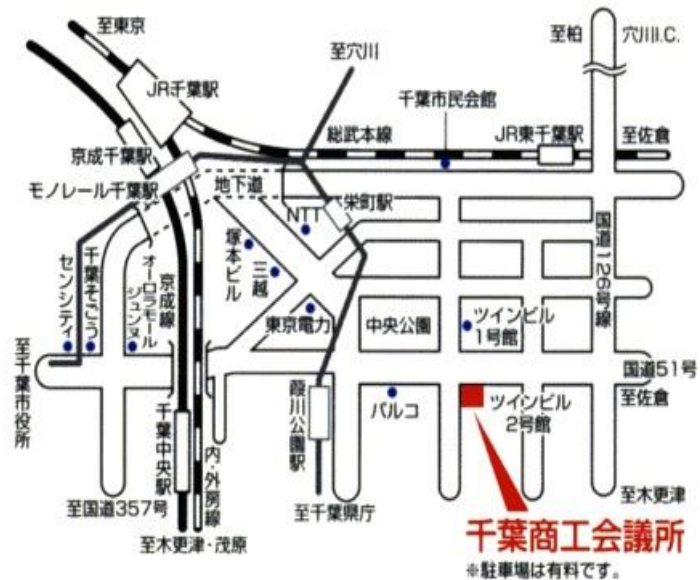 至東京
至柏
穴川I.C.
至穴川
JR千葉駅
千葉市民会館
総武本線
JR東千葉駅
至佐倉
京成千葉駅
モノレール千葉駅
地下道
栄町駅
NTT
国道126号線
塚本ビル
三越
センシティ
千葉そごう
オーロラモール
ジュンヌ
京成線
東京電力
中央公園
ツインビル
1号館
至千葉市役所
国道51号
至佐倉
葭川公園駅
パルコ
ツインビル
2号館
千葉中央駅
内・外房線
至国道357号
至千葉県庁
至木更津
至木更津・茂原
千葉商工会議所
※駐車場は有料です。